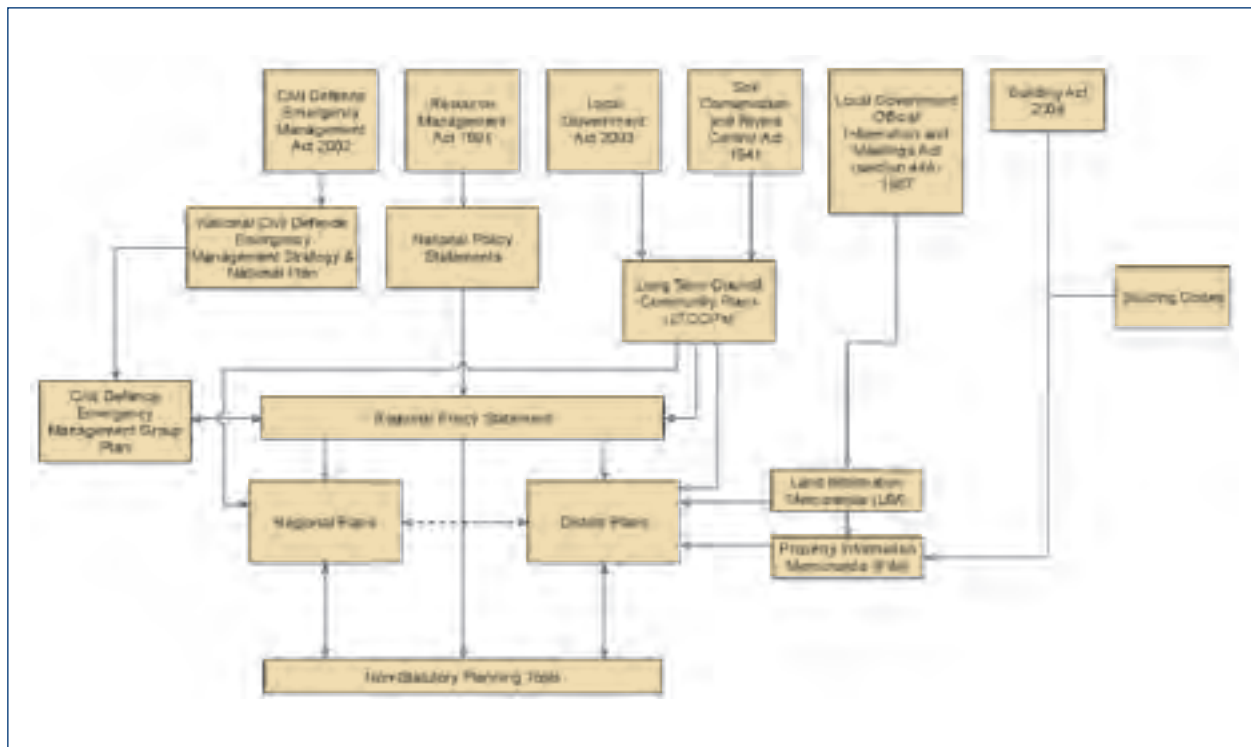 Civil Defence
Emergency
Management
Act 2002
Resource
Management
Act 1991
Local
Government
Act
Soil
Conservation
and Rivers
Control Act
1941
Local Government
Official
Information and
Meetings Act
(section 44A)
1987
Building Act
2004
National Civil Defence
Emergency
Management Strategy &
National Plan
National Policy
Statements
Long Term Council
Community Plans
(LTCCPs)
Building Codes
Civil Defence
Emergency
Management Group
Plan
Regional Policy Statement
Regional Plans
District Plans
Land Information
Memoranda (LIM)
Property Information
Memoranda (PIM)
Non-Statutory Planning Tools